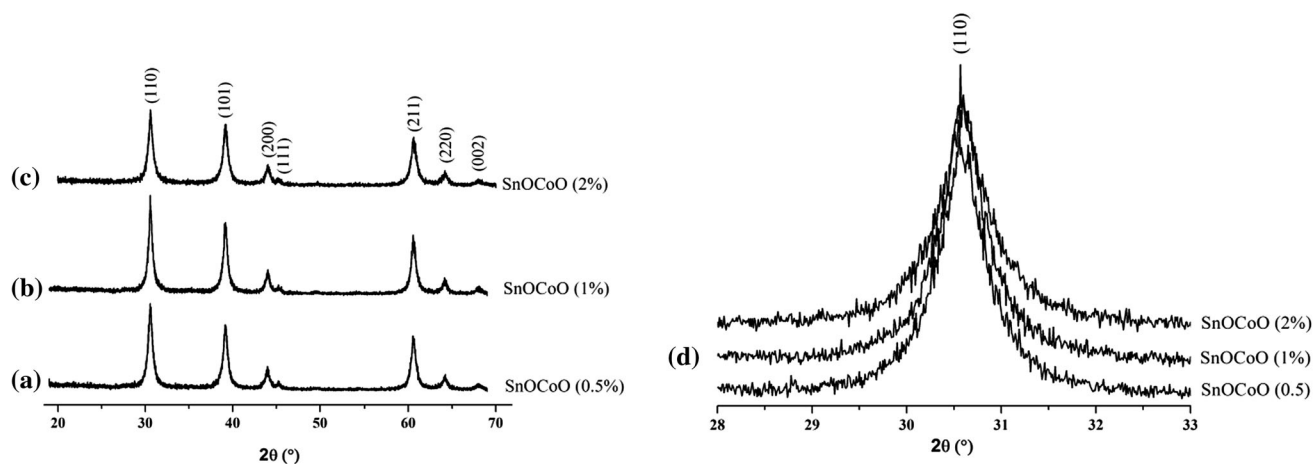 (110)
(101)
(200)
(111)
(211)
(220)
(002)
(c)
SnOCoO (2%)
(b)
SnOCoO (1%)
(a)
SnOCoO (0.5%)
20 30 40 50 60 70
2θ (°)
(110)
SnOCoO (2%)
(d)
SnOCoO (1%)
SnOCoO (0.5)
28 29 30 31 32 33
2θ (°)